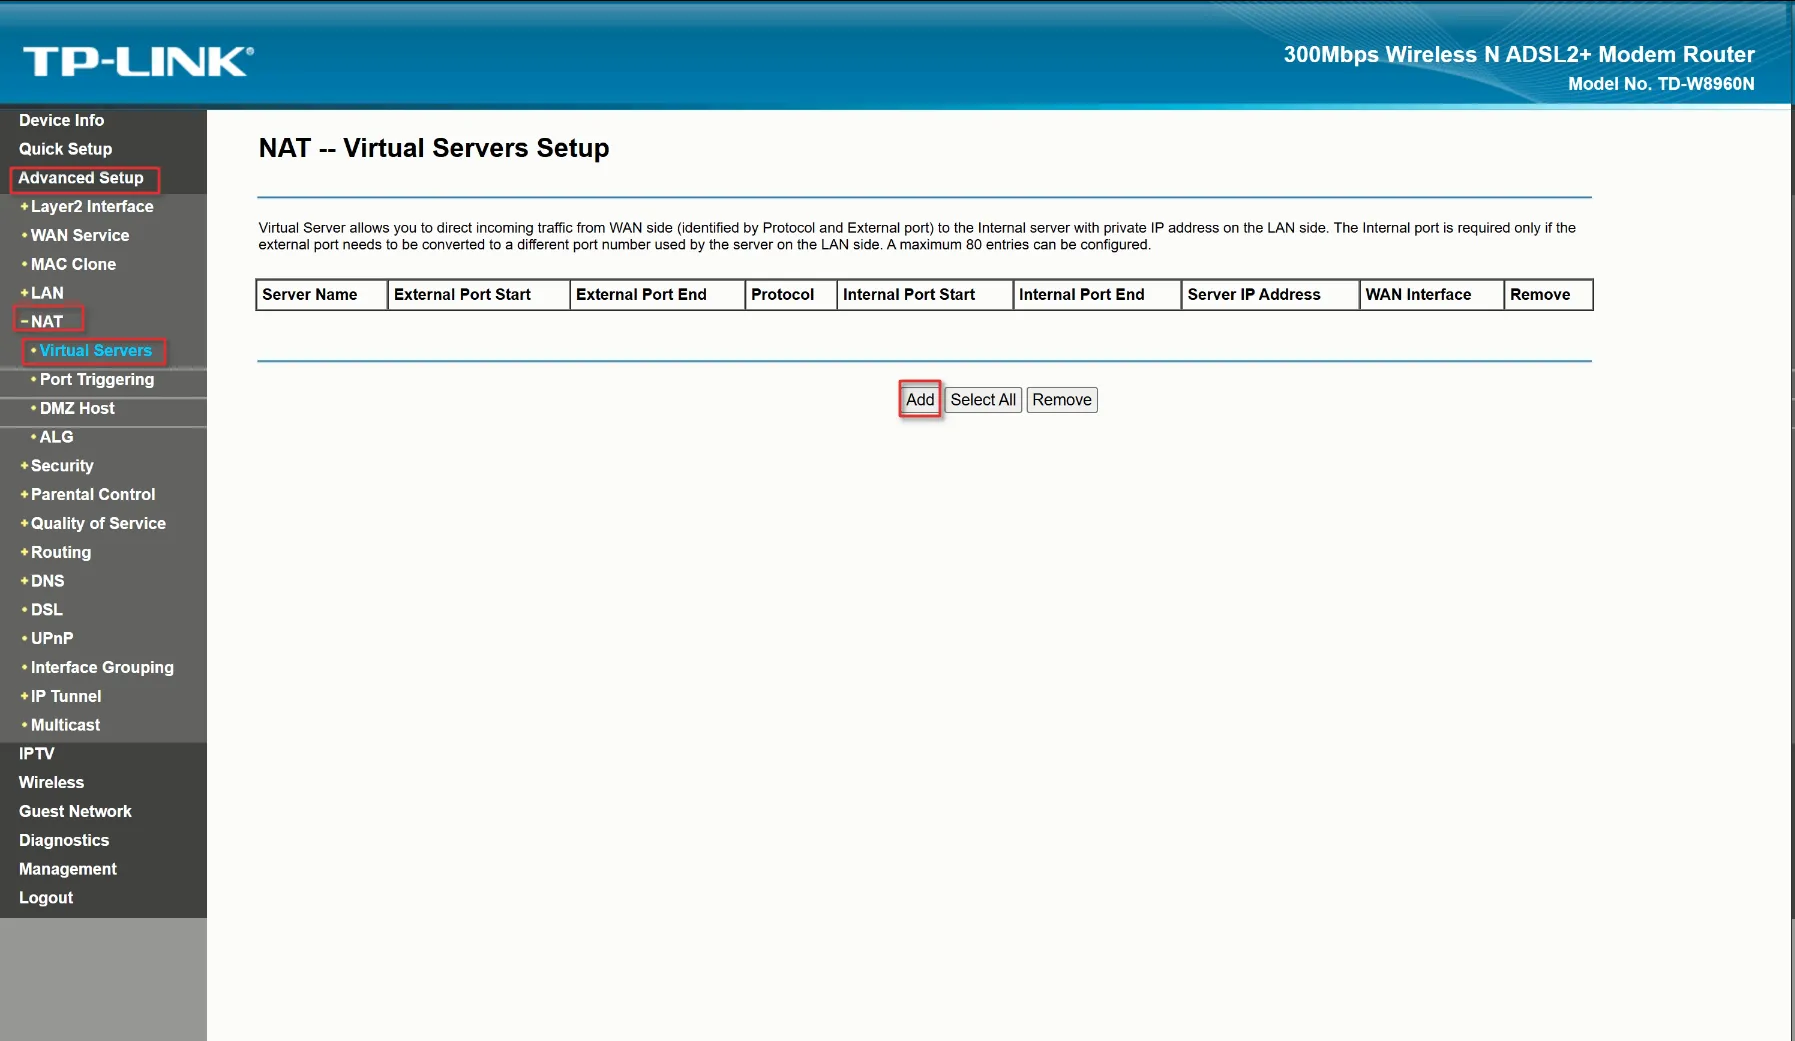 TP-LINK®
300Mbps Wireless N ADSL2+ Modem Router
Model No. TD-W8960N
Device Info
Quick Setup
Advanced Setup
+Layer2 Interface
•WAN Service
•MAC Clone
+LAN
−NAT
•Virtual Servers
•Port Triggering
•DMZ Host
•ALG
+Security
+Parental Control
+Quality of Service
+Routing
+DNS
•DSL
•UPnP
•Interface Grouping
+IP Tunnel
•Multicast
IPTV
Wireless
Guest Network
Diagnostics
Management
Logout
NAT -- Virtual Servers Setup
Virtual Server allows you to direct incoming traffic from WAN side (identified by Protocol and External port) to the Internal server with private IP address on the LAN side. The Internal port is required only if the
external port needs to be converted to a different port number used by the server on the LAN side. A maximum 80 entries can be configured.
Server Name External Port Start External Port End Protocol Internal Port Start Internal Port End Server IP Address WAN Interface Remove
Add Select All Remove